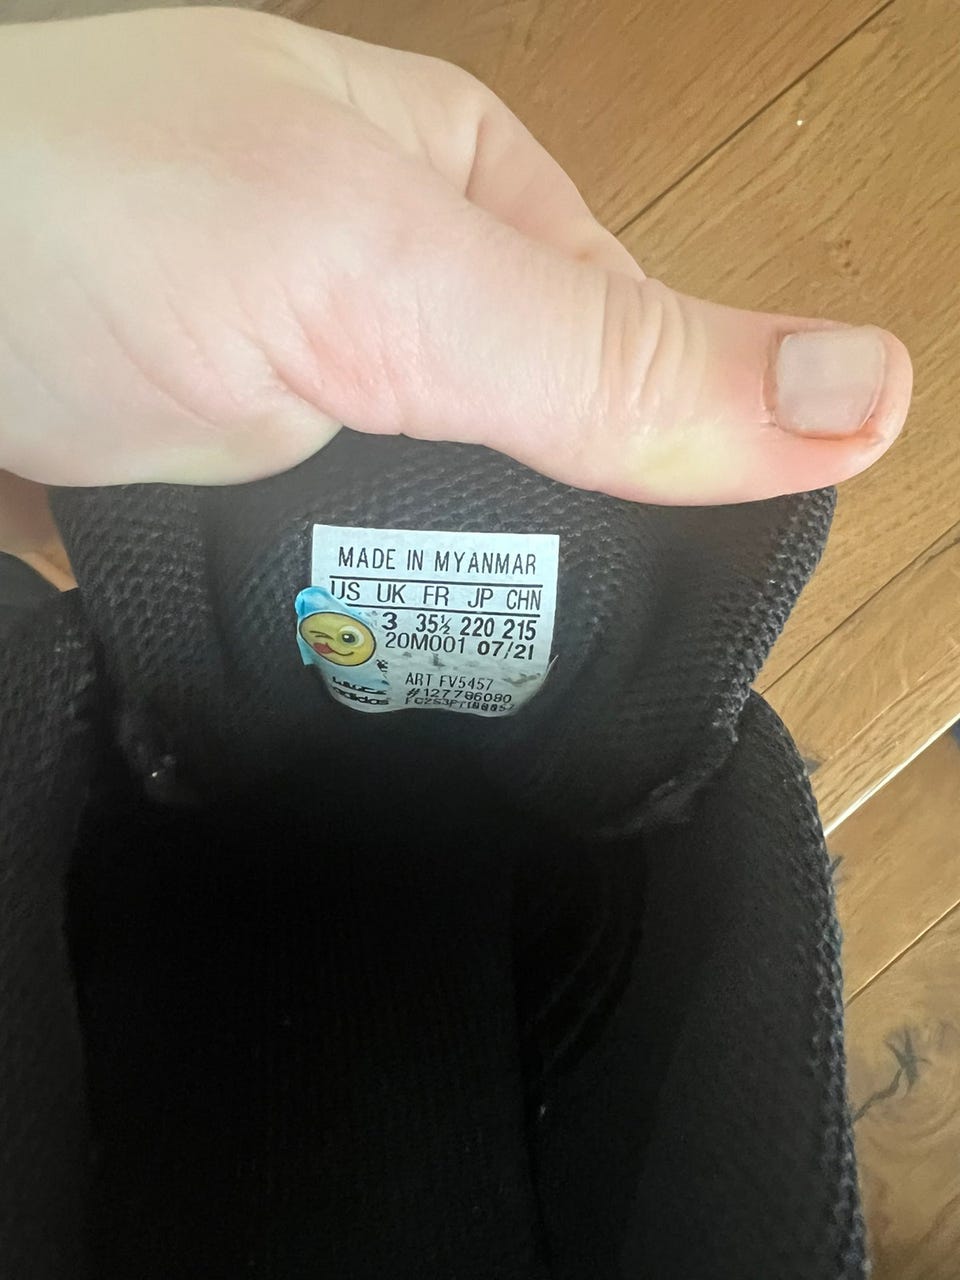 MADE IN MYANMAR
US UK FR JP CHN
3 35½ 220 215
20M001 07/21
ART FV5457
#127786080
adidas